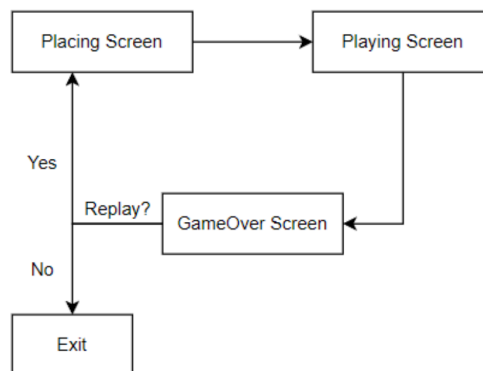 Placing Screen
Playing Screen
Yes
Replay?
GameOver Screen
No
Exit